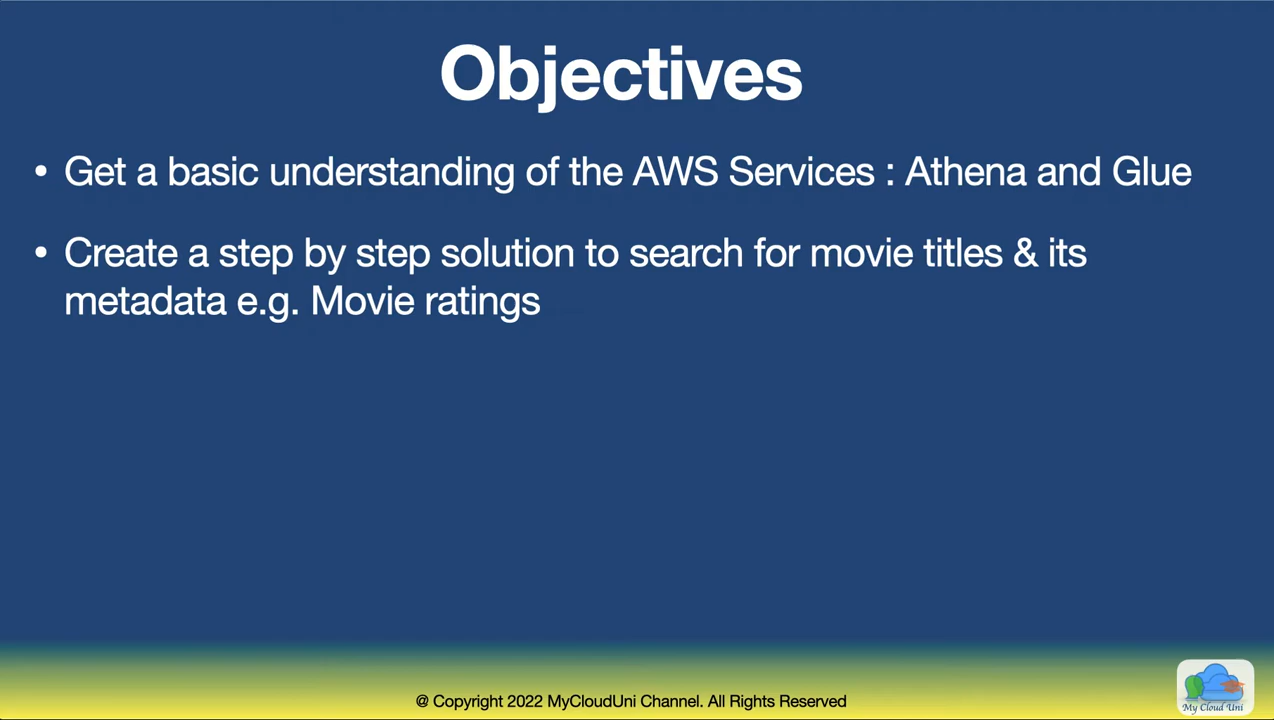 Objectives
• Get a basic understanding of the AWS Services : Athena and Glue
• Create a step by step solution to search for movie titles & its
metadata e.g. Movie ratings
@ Copyright 2022 MyCloudUni Channel. All Rights Reserved
My Cloud Uni